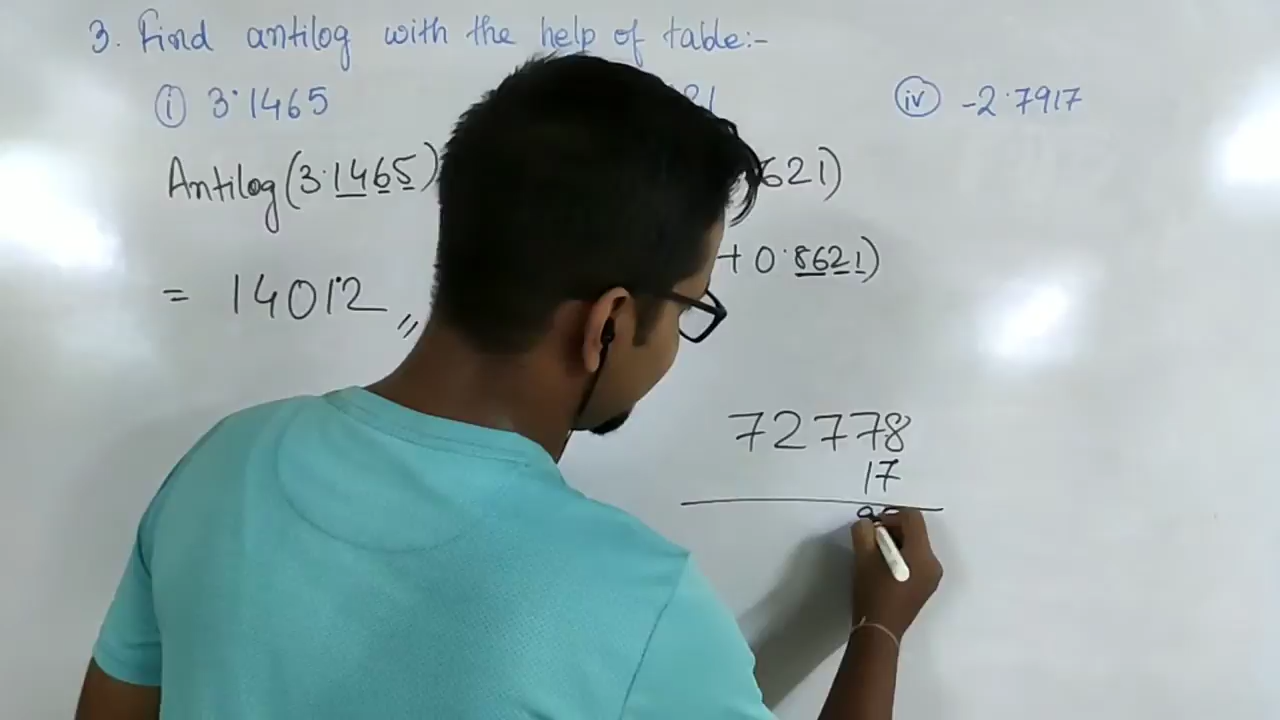 3. Find antilog with the help of table:-
(i) 3.1465
(iv) -2.7917
Antilog(3.1465)
621)
= 1401.2 ,,
+ 0.8621)
72778
17